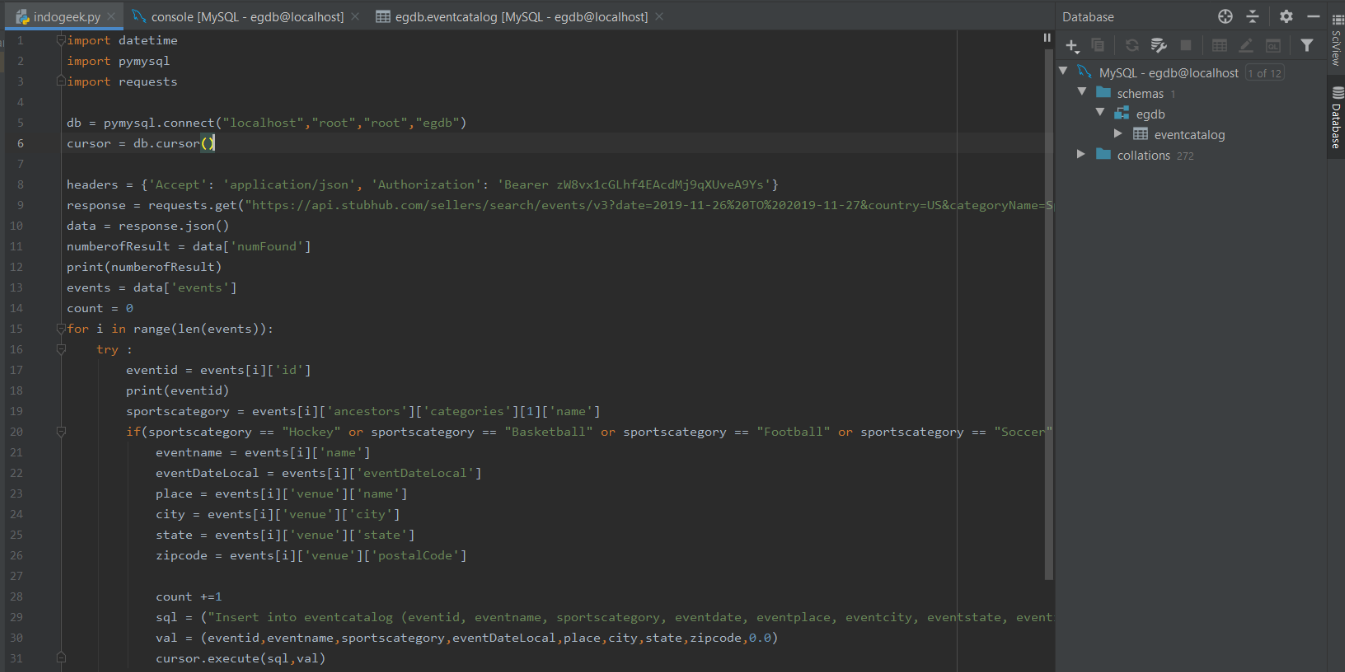 indogeek.py
console [MySQL - egdb@localhost]
egdb.eventcatalog [MySQL - egdb@localhost]
1 import datetime
2 import pymysql
3 import requests
4
5 db = pymysql.connect("localhost","root","root","egdb")
6 cursor = db.cursor()
7
8 headers = {'Accept': 'application/json', 'Authorization': 'Bearer zW8vx1cGLhf4EAcdMj9qXUveA9Ys'}
9 response = requests.get("https://api.stubhub.com/sellers/search/events/v3?date=2019-11-26%20TO%202019-11-27&country=US&categoryName=S
10 data = response.json()
11 numberofResult = data['numFound']
12 print(numberofResult)
13 events = data['events']
14 count = 0
15 for i in range(len(events)):
16 try :
17 eventid = events[i]['id']
18 print(eventid)
19 sportscategory = events[i]['ancestors']['categories'][1]['name']
20 if(sportscategory == "Hockey" or sportscategory == "Basketball" or sportscategory == "Football" or sportscategory == "Soccer"
21 eventname = events[i]['name']
22 eventDateLocal = events[i]['eventDateLocal']
23 place = events[i]['venue']['name']
24 city = events[i]['venue']['city']
25 state = events[i]['venue']['state']
26 zipcode = events[i]['venue']['postalCode']
27
28 count +=1
29 sql = ("Insert into eventcatalog (eventid, eventname, sportscategory, eventdate, eventplace, eventcity, eventstate, event
30 val = (eventid,eventname,sportscategory,eventDateLocal,place,city,state,zipcode,0.0)
31 cursor.execute(sql,val)
Database
MySQL - egdb@localhost 1 of 12
schemas 1
egdb
eventcatalog
collations 272
SciView
Database